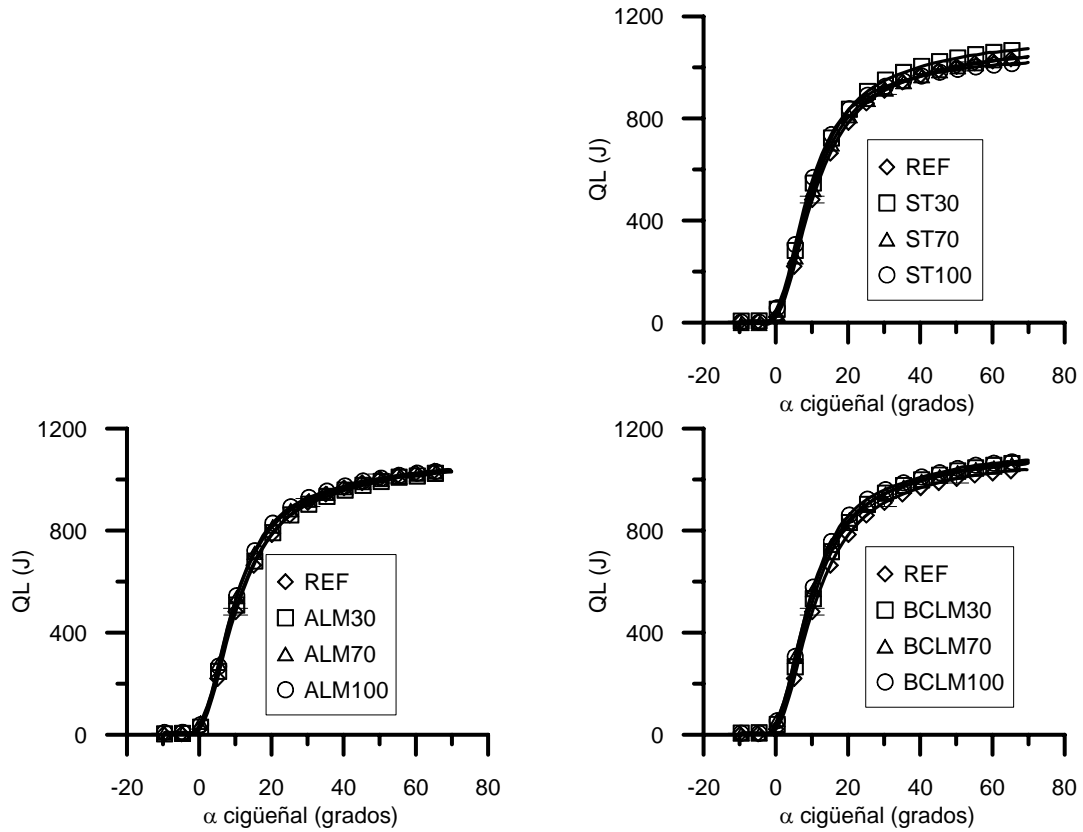 1200
800
400
0
QL (J)
REF
ST30
ST70
ST100
-20 0 20 40 60 80
α cigüeñal (grados)
1200
800
400
0
QL (J)
REF
ALM30
ALM70
ALM100
-20 0 20 40 60 80
α cigüeñal (grados)
1200
800
400
0
QL (J)
REF
BCLM30
BCLM70
BCLM100
-20 0 20 40 60 80
α cigüeñal (grados)